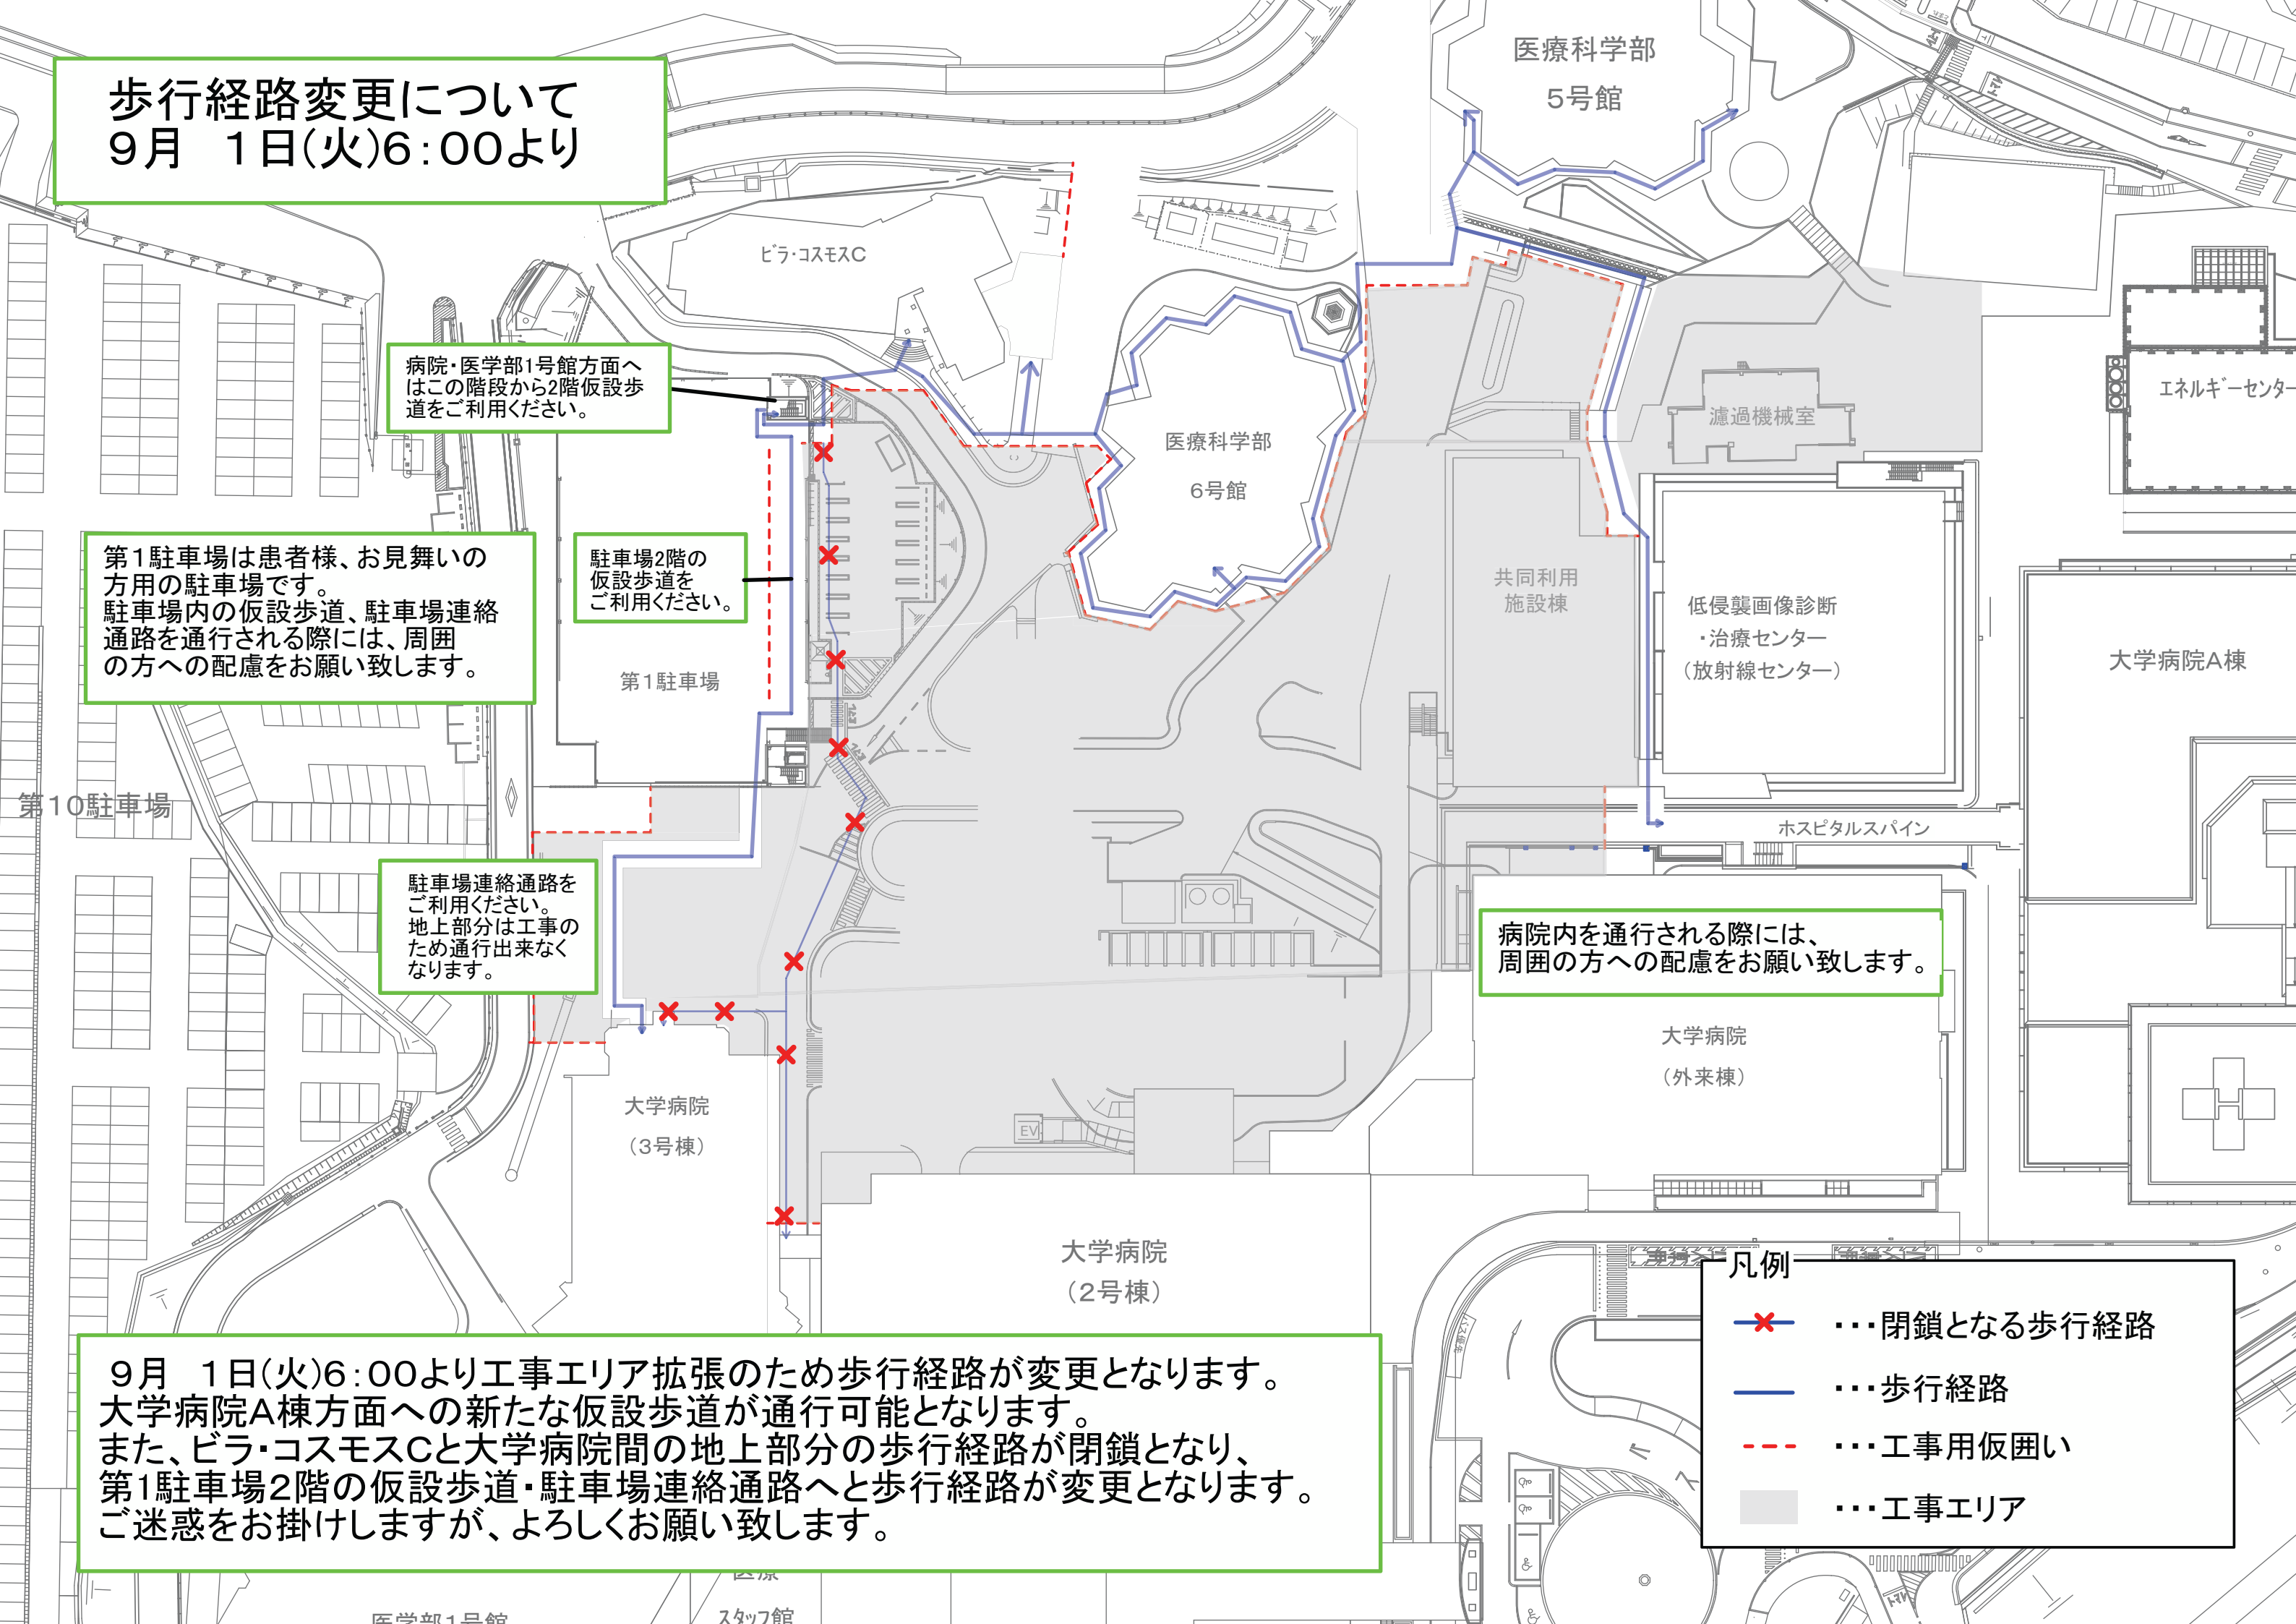 歩行経路変更について
9月　1日(火)6:00より
医療科学部
5号館
ビラ・コスモスC
病院・医学部1号館方面へ
はこの階段から2階仮設歩
道をご利用ください。
エネルギーセンター
濾過機械室
医療科学部
6号館
第1駐車場は患者様、お見舞いの
方用の駐車場です。
駐車場内の仮設歩道、駐車場連絡
通路を通行される際には、周囲
の方への配慮をお願い致します。
駐車場2階の
仮設歩道を
ご利用ください。
共同利用
施設棟
低侵襲画像診断
・治療センター
(放射線センター)
大学病院A棟
第1駐車場
第10駐車場
ホスピタルスパイン
駐車場連絡通路を
ご利用ください。
地上部分は工事の
ため通行出来なく
なります。
病院内を通行される際には、
周囲の方への配慮をお願い致します。
大学病院
(外来棟)
大学病院
(3号棟)
EV
大学病院
(2号棟)
凡例
・・・閉鎖となる歩行経路
・・・歩行経路
・・・工事用仮囲い
・・・工事エリア
9月　1日(火)6:00より工事エリア拡張のため歩行経路が変更となります。
大学病院A棟方面への新たな仮設歩道が通行可能となります。
また、ビラ・コスモスCと大学病院間の地上部分の歩行経路が閉鎖となり、
第1駐車場2階の仮設歩道・駐車場連絡通路へと歩行経路が変更となります。
ご迷惑をお掛けしますが、よろしくお願い致します。
医療
スタッフ館
医学部1号館